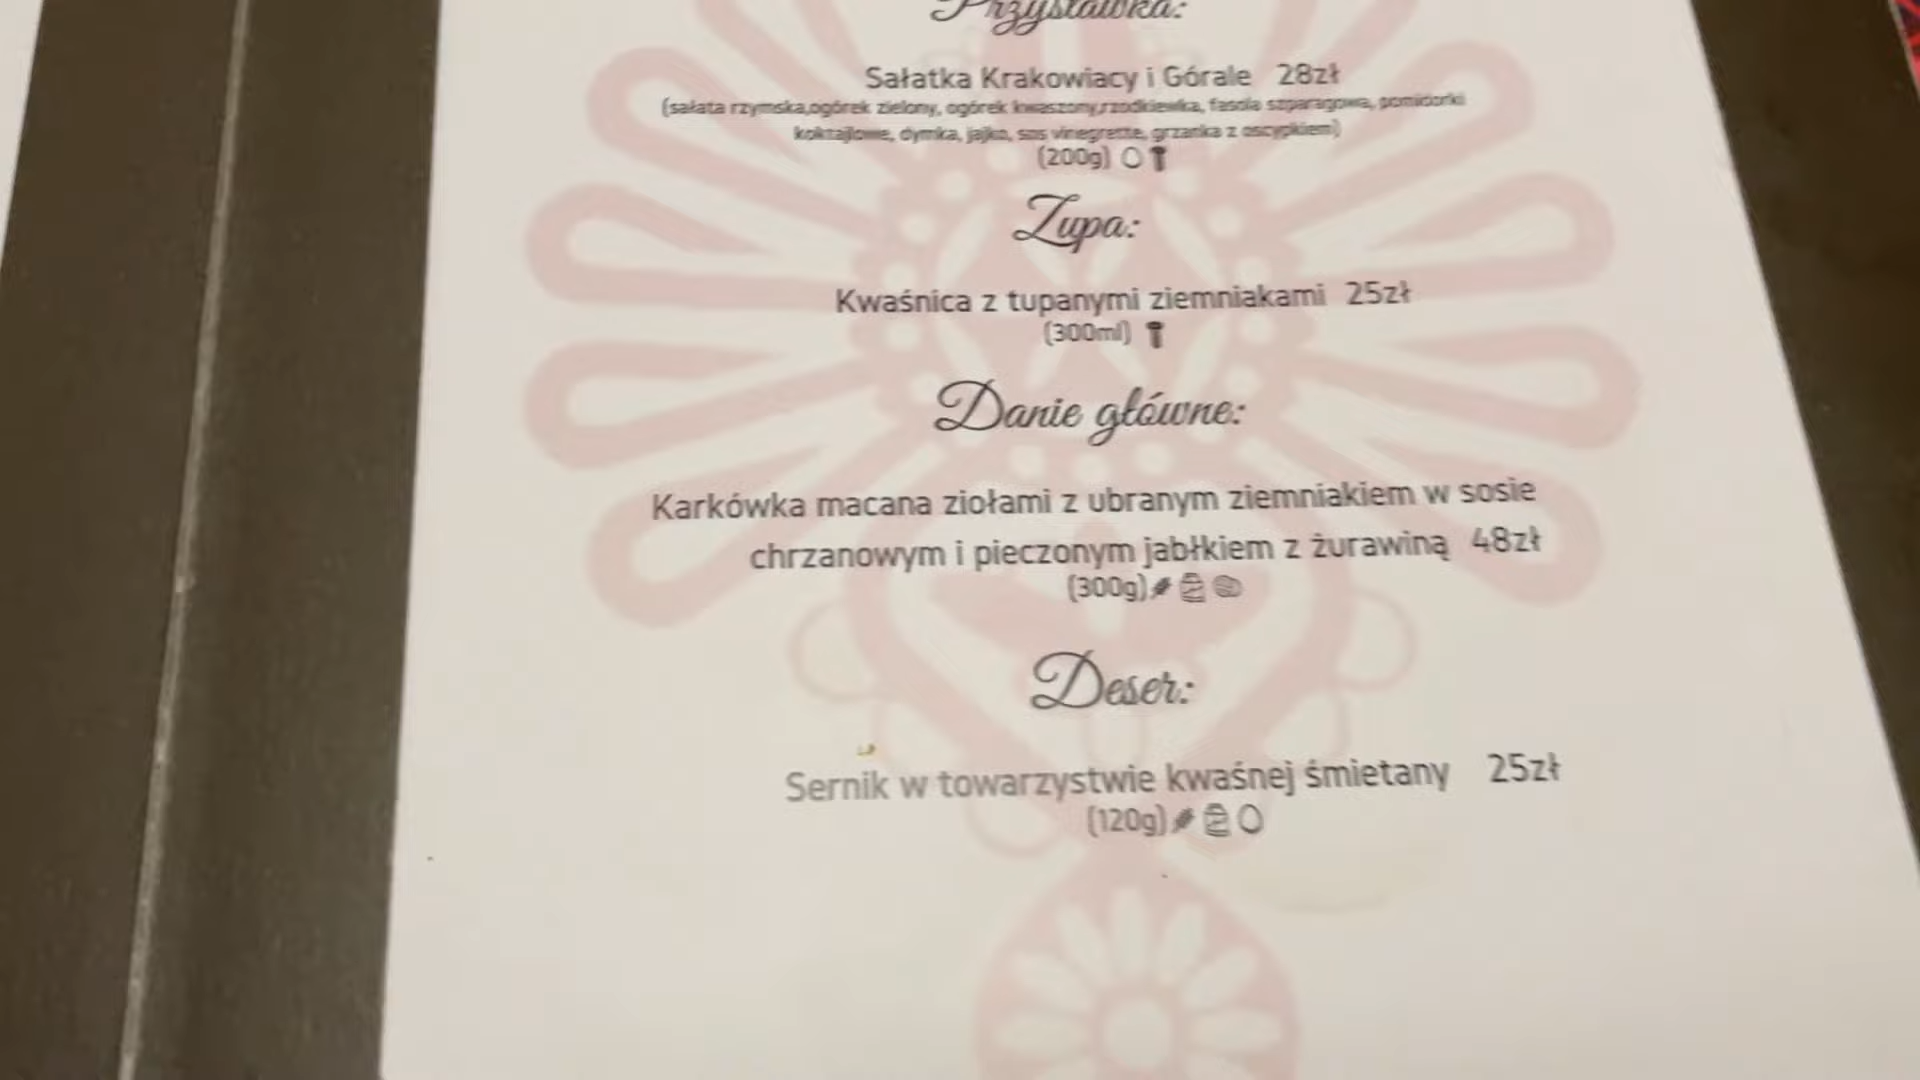 Przystawka:
Sałatka Krakowiacy i Górale 28zł
(sałata rzymska,ogórek zielony, ogórek kwaszony,rzodkiewka, fasola szparagowa, pomidorki
koktajlowe, dymka, jajko, sos vinegrette, grzanka z oscypkiem)
(200g)
Zupa:
Kwaśnica z tupanymi ziemniakami 25zł
(300ml)
Danie główne:
Karkówka macana ziołami z ubranym ziemniakiem w sosie
chrzanowym i pieczonym jabłkiem z żurawiną 48zł
(300g)
Deser:
Sernik w towarzystwie kwaśnej śmietany 25zł
(120g)